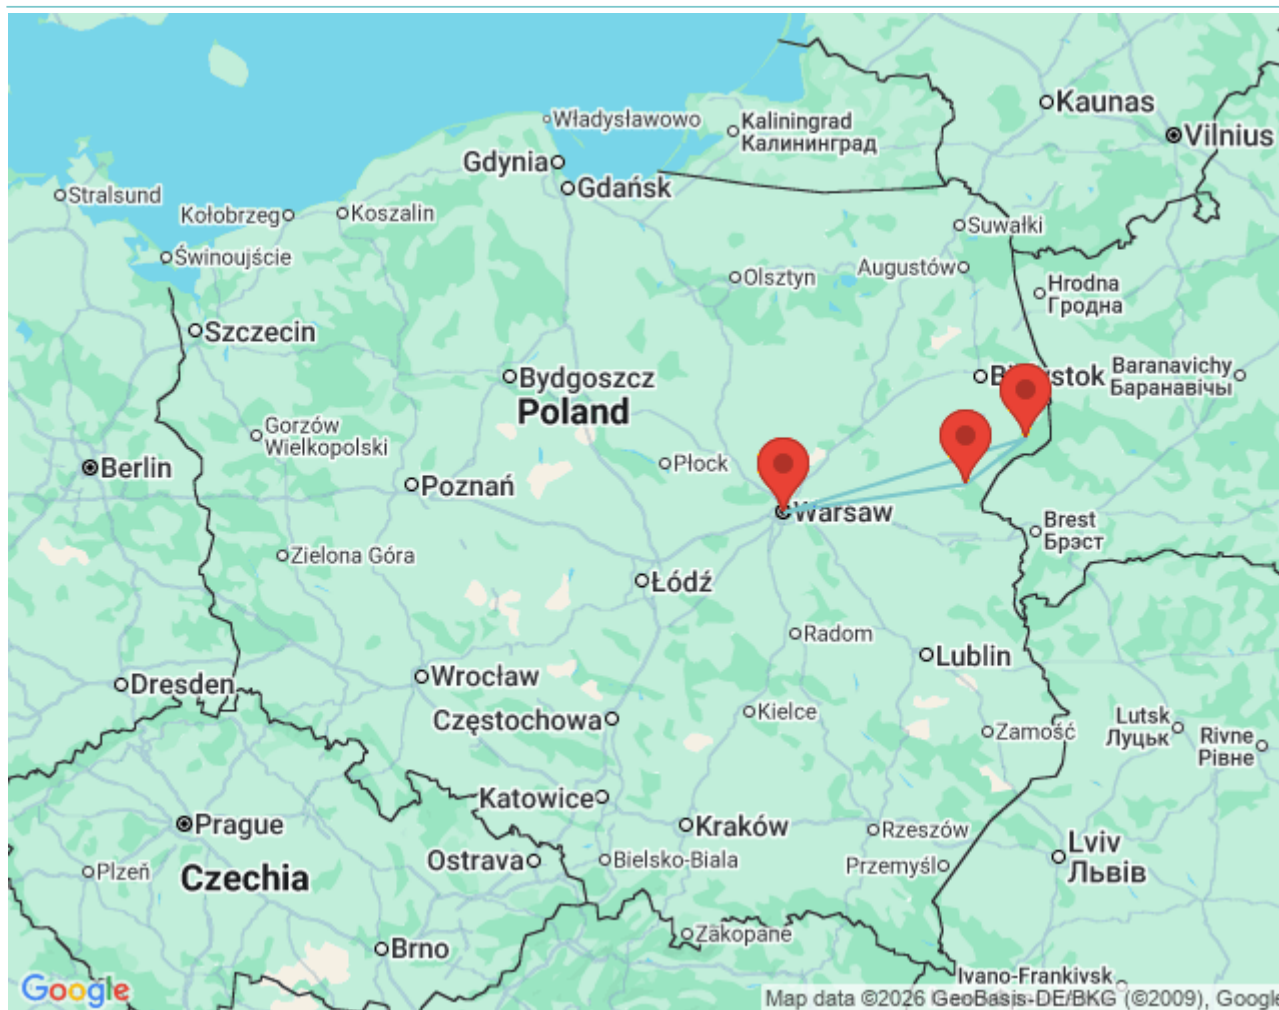 Kaunas
Vilnius
Władysławowo
Kaliningrad
Калининград
Gdynia
Gdańsk
Stralsund
Kołobrzeg
Koszalin
Suwałki
Świnoujście
Augustów
Olsztyn
Hrodna
Гродна
Szczecin
Baranavichy
Баранавічы
Bydgoszcz
Poland
Gorzów
Wielkopolski
Berlin
Płock
Poznań
Warsaw
Brest
Брэст
Zielona Góra
Łódź
Radom
Lublin
Dresden
Wrocław
Częstochowa
Kielce
Zamość
Lutsk
Луцьк
Rivne
Рівне
Katowice
Prague
Kraków
Rzeszów
Lviv
Львів
Ostrava
Bielsko-Biala
Przemyśl
Plzeň
Czechia
Zakopane
Brno
Ivano-Frankivsk
Google
Map data ©2026 GeoBasis-DE/BKG (©2009), Google